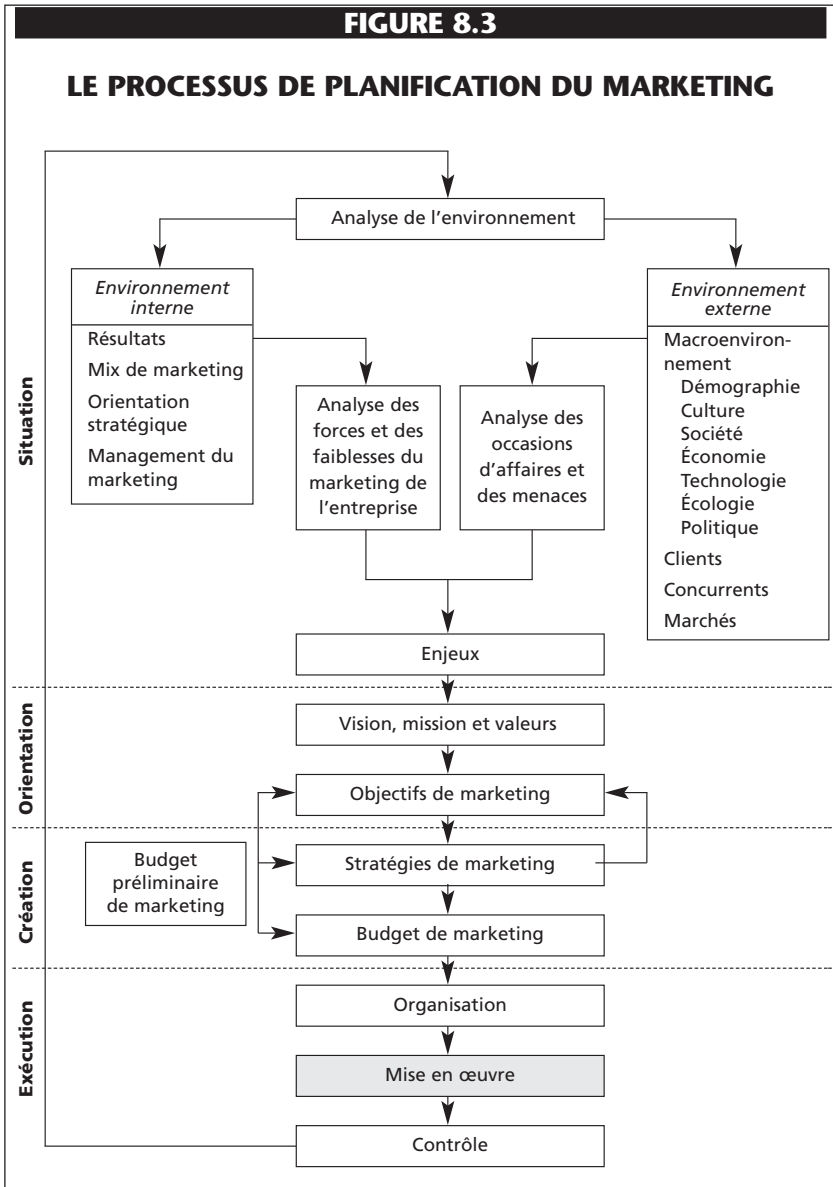 FIGURE 8.3
LE PROCESSUS DE PLANIFICATION DU MARKETING
Situation
Analyse de l'environnement
Environnement
interne
Résultats
Mix de marketing
Orientation
stratégique
Management du
marketing
Analyse des
forces et des
faiblesses du
marketing de
l'entreprise
Analyse des
occasions
d'affaires et
des menaces
Environnement
externe
Macroenviron-
nement
Démographie
Culture
Société
Économie
Technologie
Écologie
Politique
Clients
Concurrents
Marchés
Enjeux
Orientation
Vision, mission et valeurs
Objectifs de marketing
Création
Budget
préliminaire
de marketing
Stratégies de marketing
Budget de marketing
Exécution
Organisation
Mise en œuvre
Contrôle